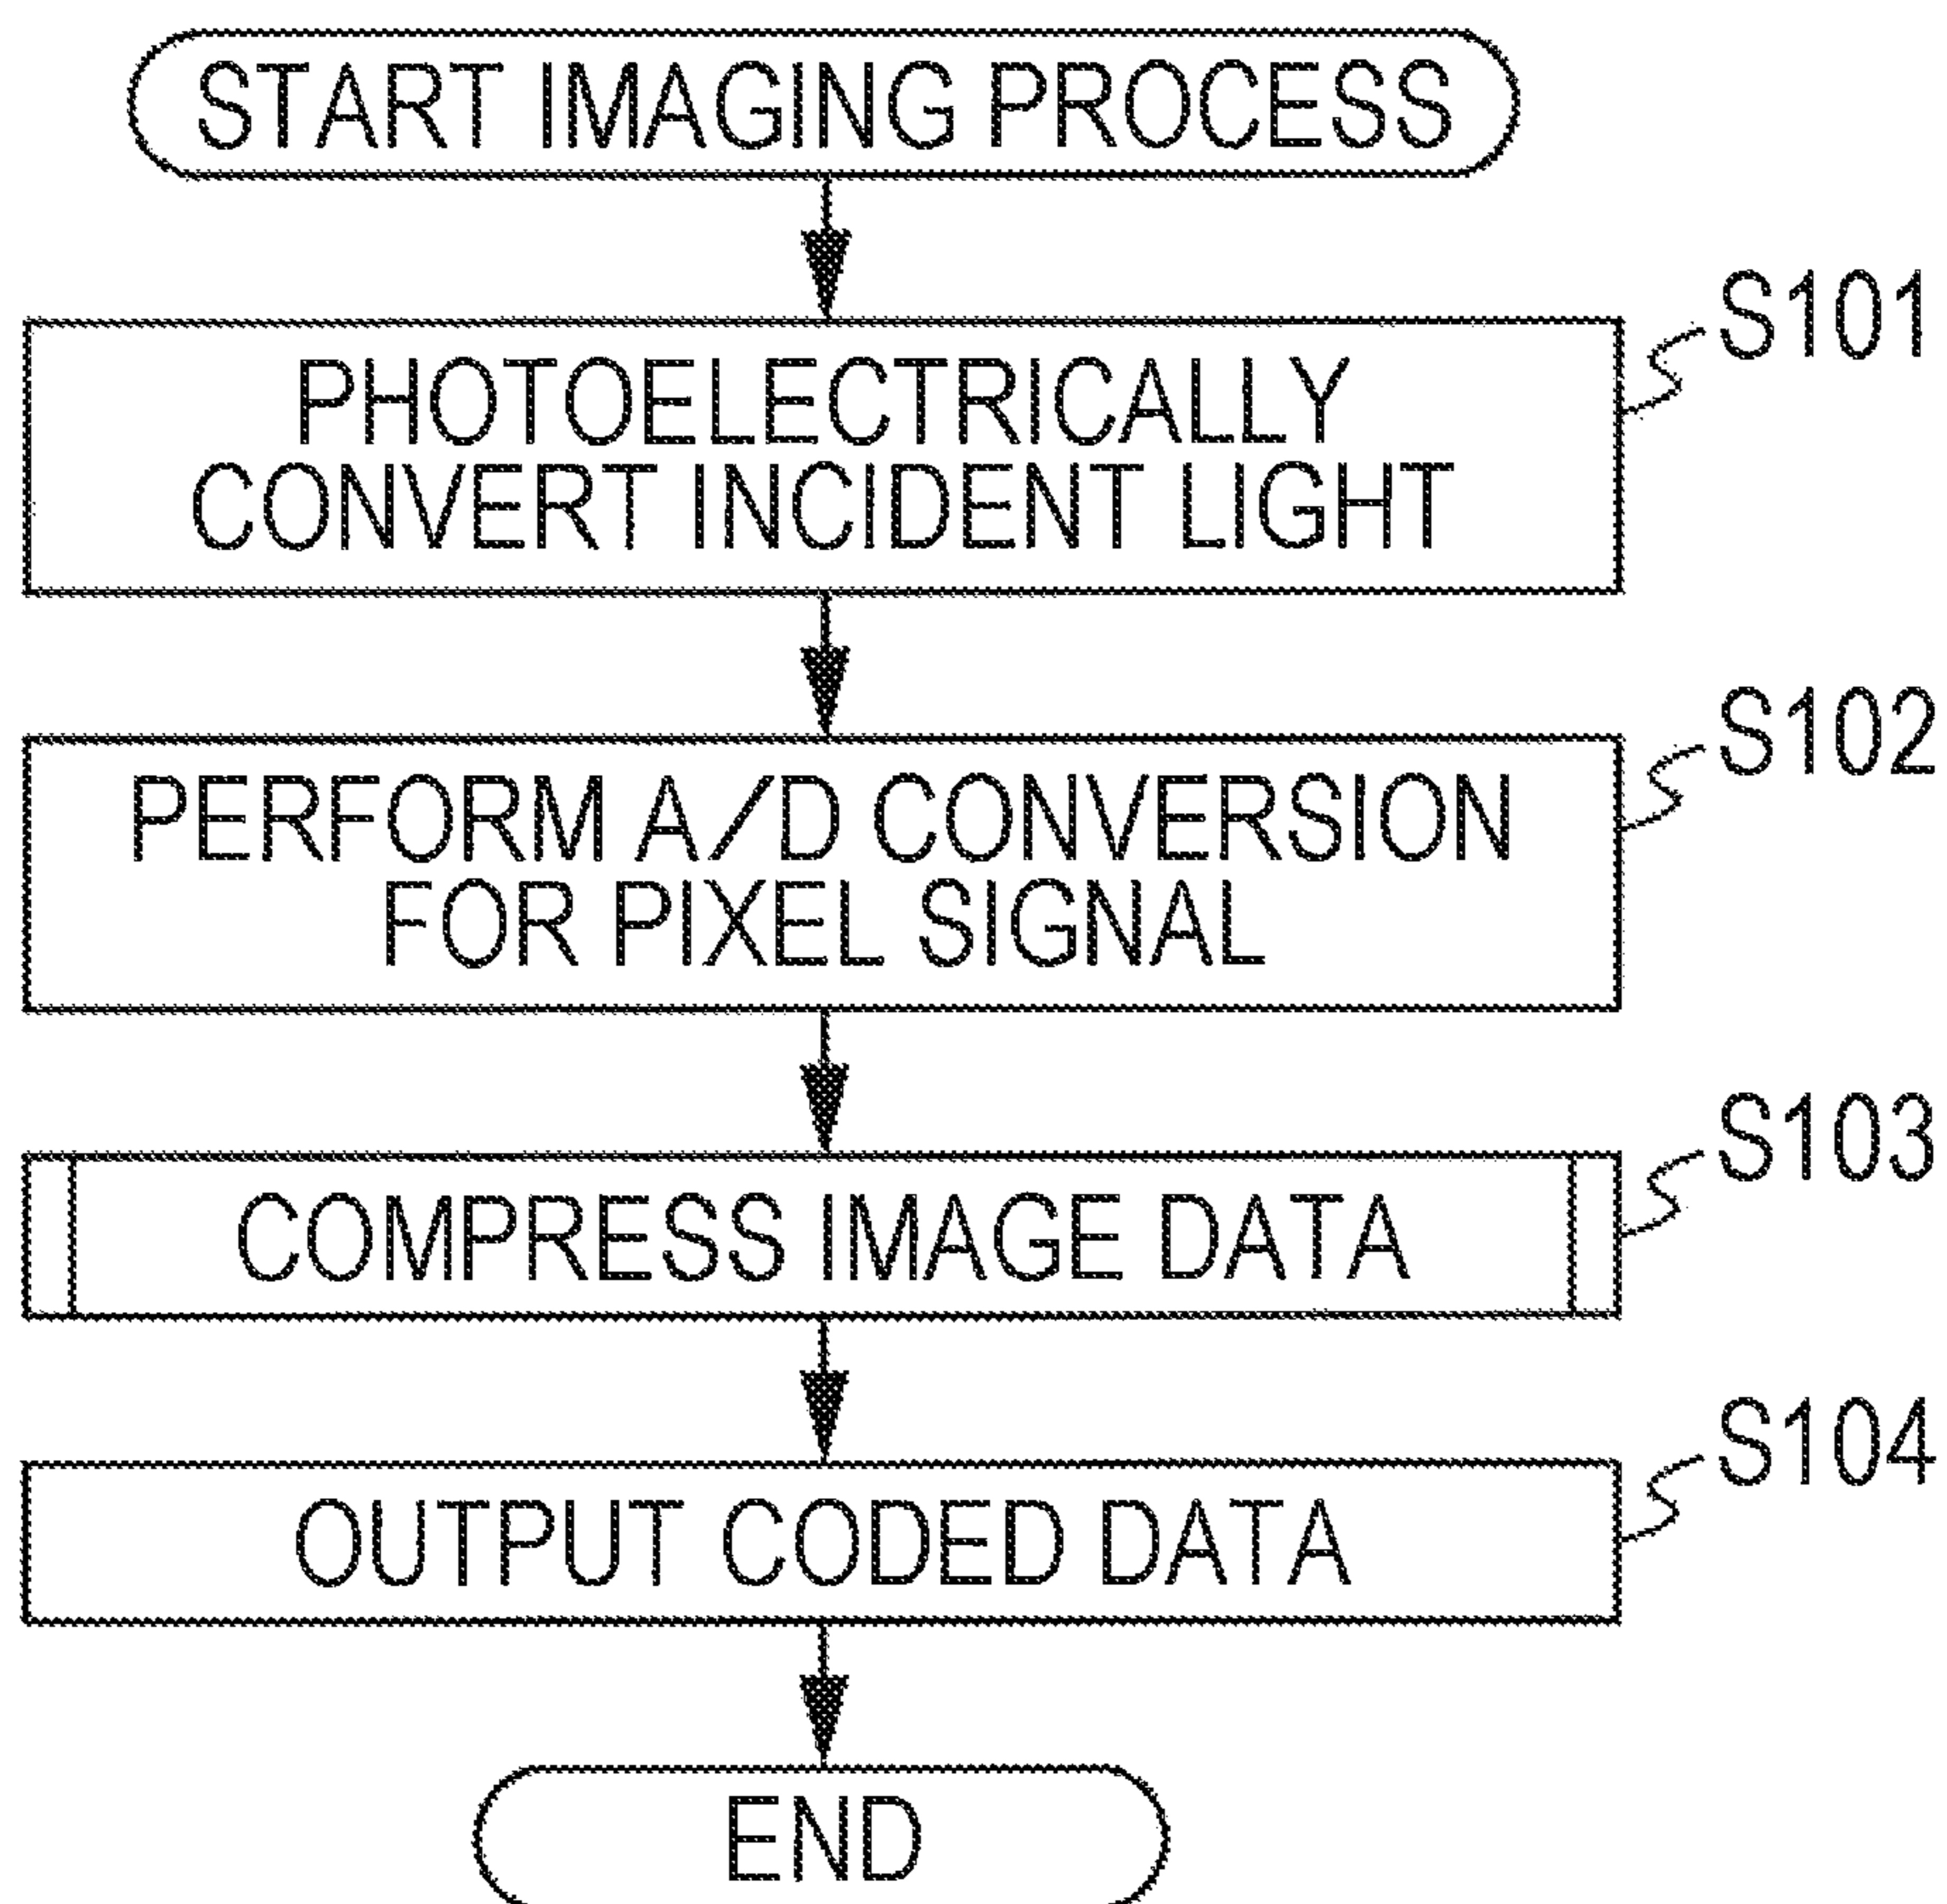 START IMAGING PROCESS
S101
PHOTOELECTRICALLY
CONVERT INCIDENT LIGHT
S102
PERFORM A/D CONVERSION
FOR PIXEL SIGNAL
S103
COMPRESS IMAGE DATA
S104
OUTPUT CODED DATA
END